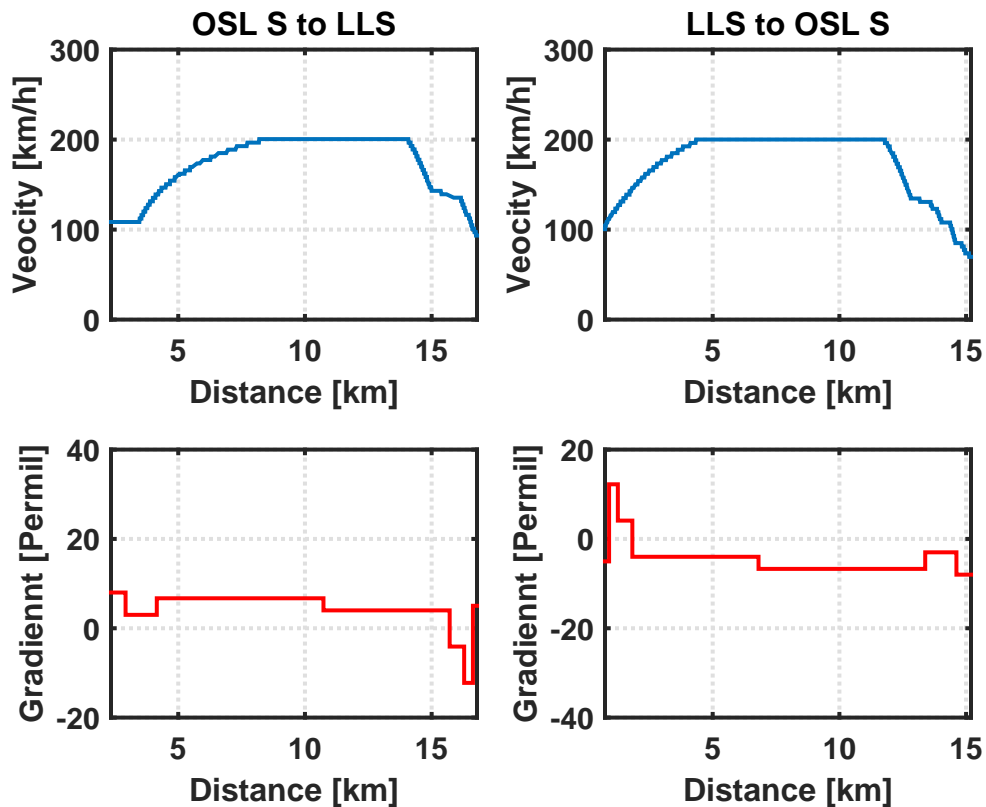 OSL S to LLS
300
200
100
0
Veocity [km/h]
5
10
15
Distance [km]
LLS to OSL S
300
200
100
0
Veocity [km/h]
5
10
15
Distance [km]
40
20
0
-20
Gradiennt [Permil]
5
10
15
Distance [km]
20
0
-20
-40
Gradiennt [Permil]
5
10
15
Distance [km]